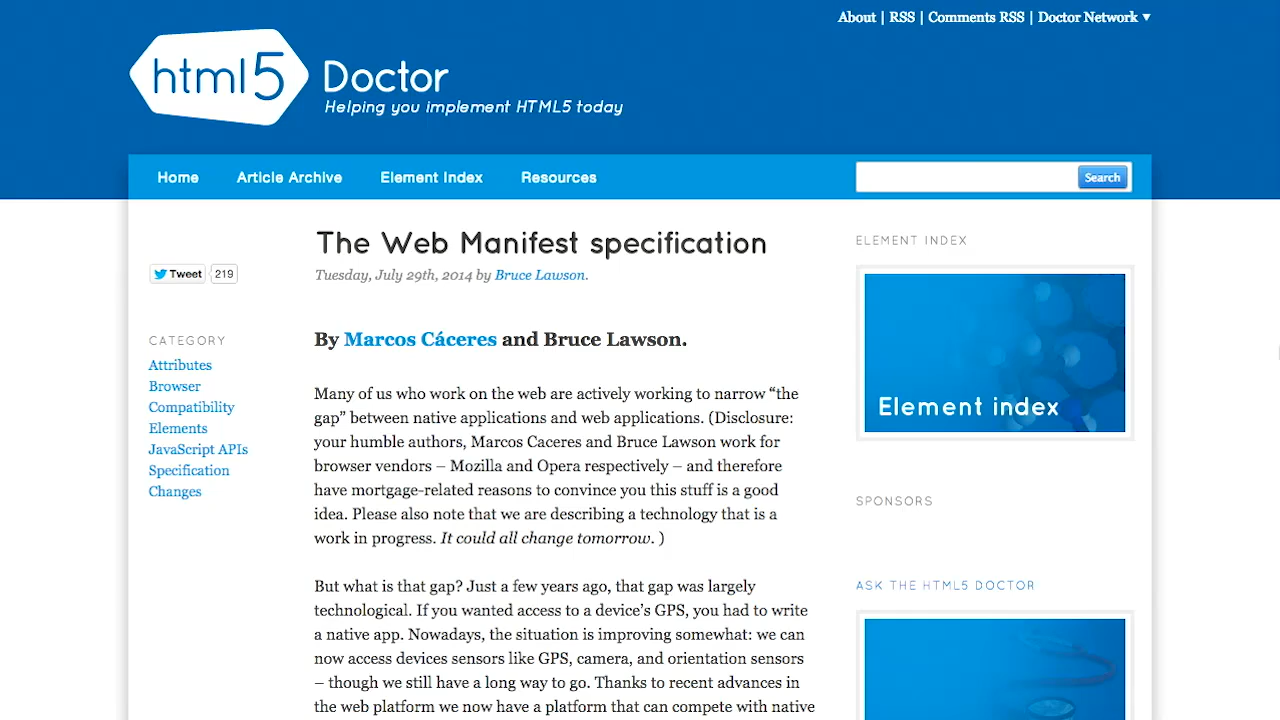 About | RSS | Comments RSS | Doctor Network ▼
html5 Doctor
Helping you implement HTML5 today
Home Article Archive Element Index Resources Search
The Web Manifest specification
Tuesday, July 29th, 2014 by Bruce Lawson.
Tweet 219
CATEGORY
Attributes
Browser
Compatibility
Elements
JavaScript APIs
Specification
Changes
By Marcos Cáceres and Bruce Lawson.
Many of us who work on the web are actively working to narrow “the
gap” between native applications and web applications. (Disclosure:
your humble authors, Marcos Caceres and Bruce Lawson work for
browser vendors – Mozilla and Opera respectively – and therefore
have mortgage-related reasons to convince you this stuff is a good
idea. Please also note that we are describing a technology that is a
work in progress. It could all change tomorrow. )
But what is that gap? Just a few years ago, that gap was largely
technological. If you wanted access to a device’s GPS, you had to write
a native app. Nowadays, the situation is improving somewhat: we can
now access devices sensors like GPS, camera, and orientation sensors
– though we still have a long way to go. Thanks to recent advances in
the web platform we now have a platform that can compete with native
ELEMENT INDEX
Element index
SPONSORS
ASK THE HTML5 DOCTOR